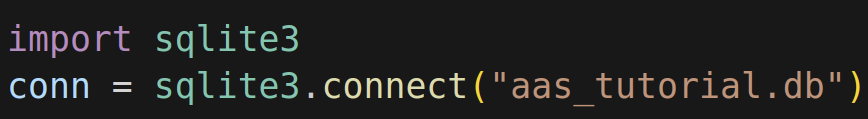 import sqlite3
conn = sqlite3.connect("aas_tutorial.db")